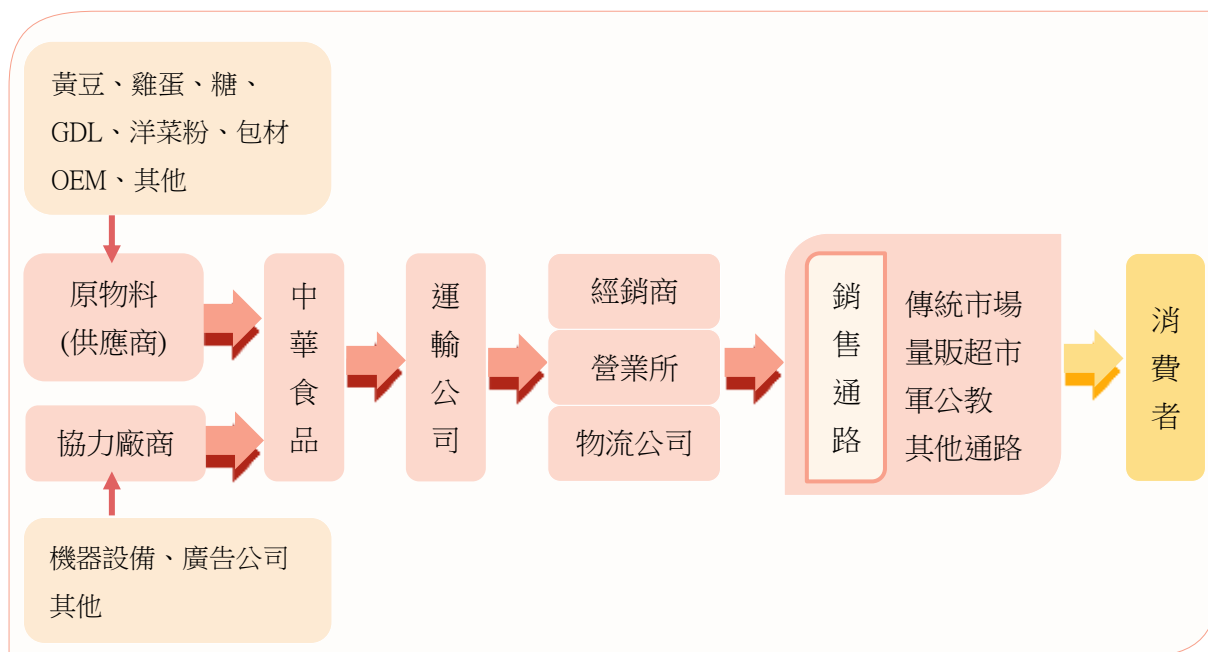 黃豆、雞蛋、糖、
GDL、洋菜粉、包材
OEM、其他
原物料
(供應商)
協力廠商
機器設備、廣告公司
其他
中華食品
運輸公司
經銷商
營業所
物流公司
銷售通路
傳統市場
量販超市
軍公教
其他通路
消費者